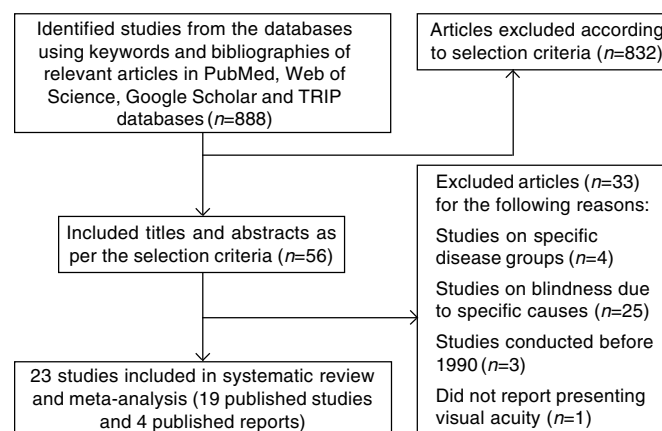 Identified studies from the databases
using keywords and bibliographies of
relevant articles in PubMed, Web of
Science, Google Scholar and TRIP
databases (n=888)
Articles excluded according
to selection criteria (n=832)
Included titles and abstracts as
per the selection criteria (n=56)
Excluded articles (n=33)
for the following reasons:
Studies on specific
disease groups (n=4)
Studies on blindness due
to specific causes (n=25)
Studies conducted before
1990 (n=3)
Did not report presenting
visual acuity (n=1)
23 studies included in systematic review
and meta-analysis (19 published studies
and 4 published reports)